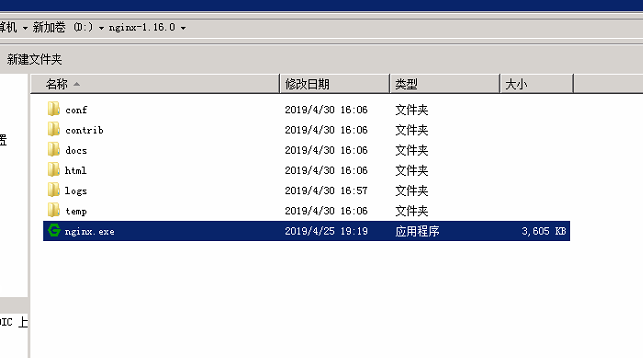 算机 新加卷 (D:) nginx-1.16.0
新建文件夹
名称 修改日期 类型 大小
conf 2019/4/30 16:06 文件夹
contrib 2019/4/30 16:06 文件夹
docs 2019/4/30 16:06 文件夹
html 2019/4/30 16:06 文件夹
logs 2019/4/30 16:57 文件夹
temp 2019/4/30 16:06 文件夹
nginx.exe 2019/4/25 19:19 应用程序 3,605 KB
置
DIC 上